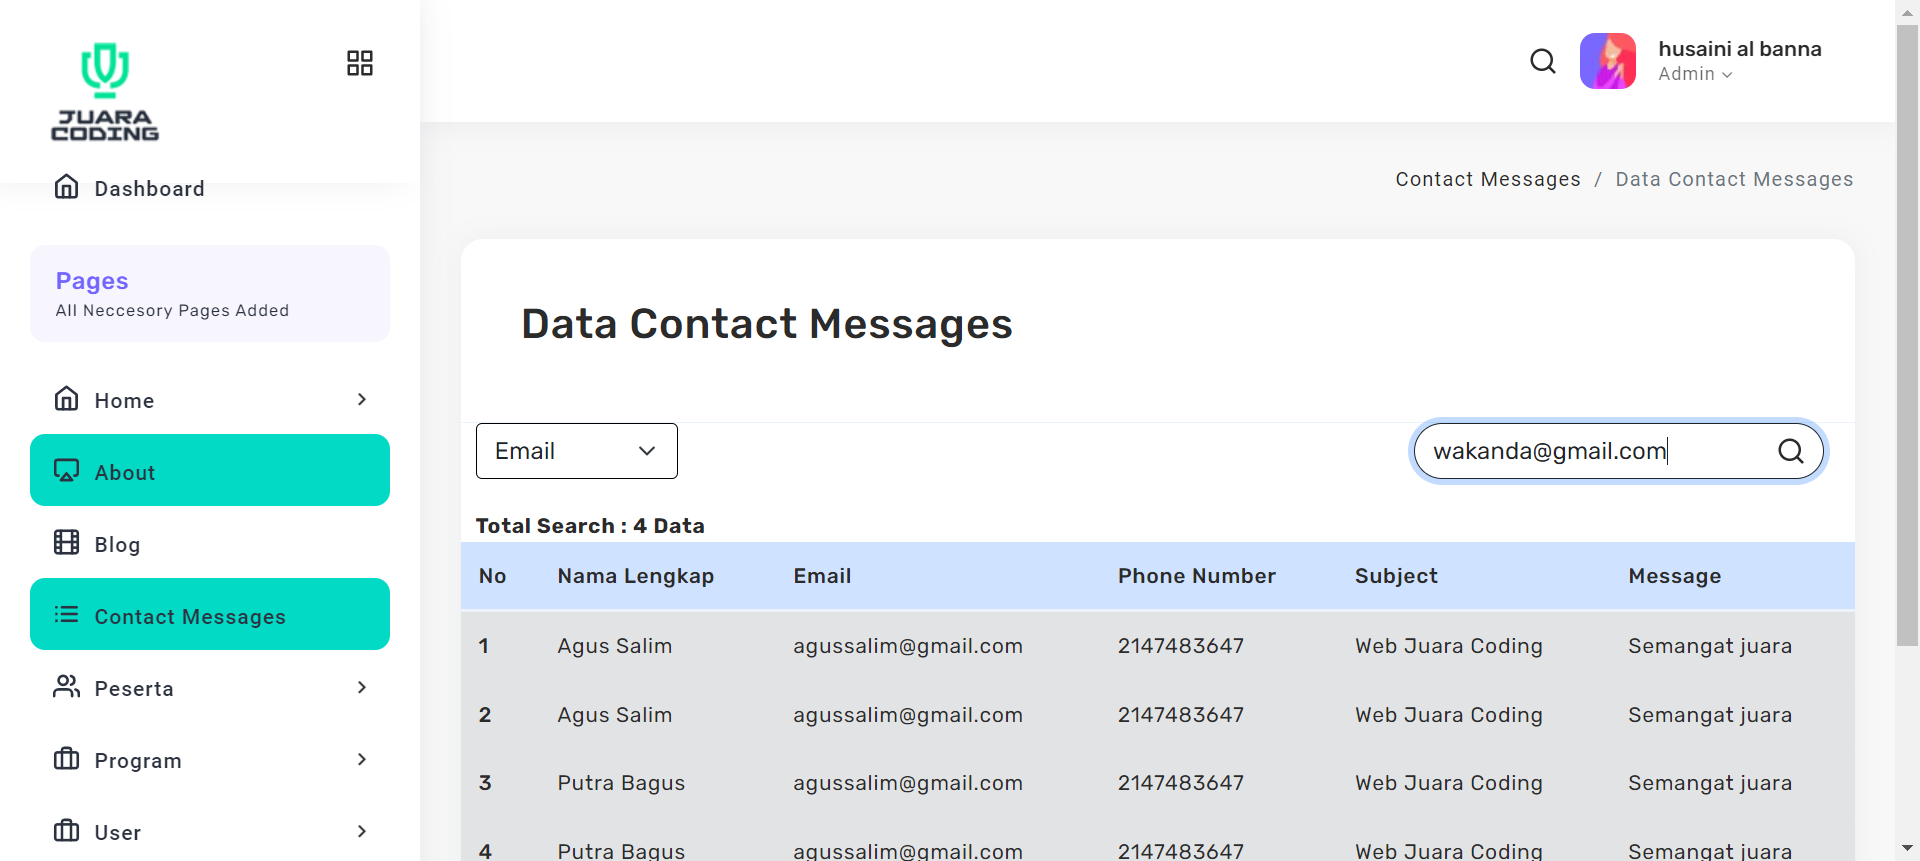 JUARA
CODING
Dashboard
Pages
All Neccesory Pages Added
Home
About
Blog
Contact Messages
Peserta
Program
User
husaini al banna
Admin
Contact Messages / Data Contact Messages
Data Contact Messages
Email
wakanda@gmail.com
Total Search : 4 Data
No Nama Lengkap Email Phone Number Subject Message
1 Agus Salim agussalim@gmail.com 2147483647 Web Juara Coding Semangat juara
2 Agus Salim agussalim@gmail.com 2147483647 Web Juara Coding Semangat juara
3 Putra Bagus agussalim@gmail.com 2147483647 Web Juara Coding Semangat juara
4 Putra Bagus agussalim@gmail.com 2147483647 Web Juara Coding Semangat juara